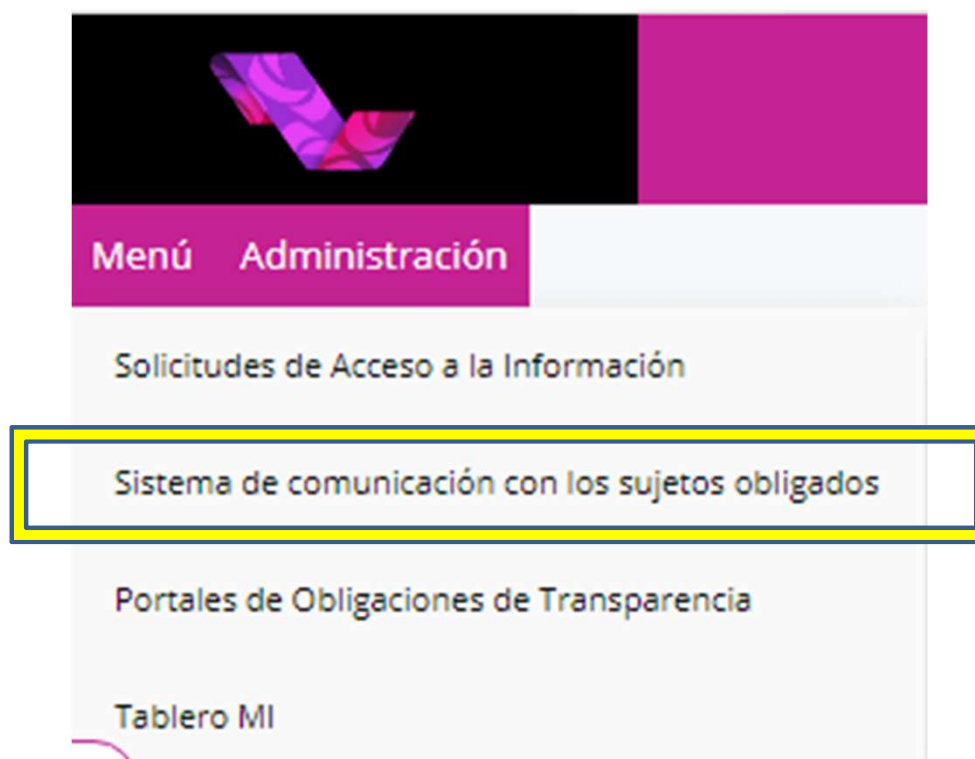 Menú Administración
Solicitudes de Acceso a la Información
Sistema de comunicación con los sujetos obligados
Portales de Obligaciones de Transparencia
Tablero MI